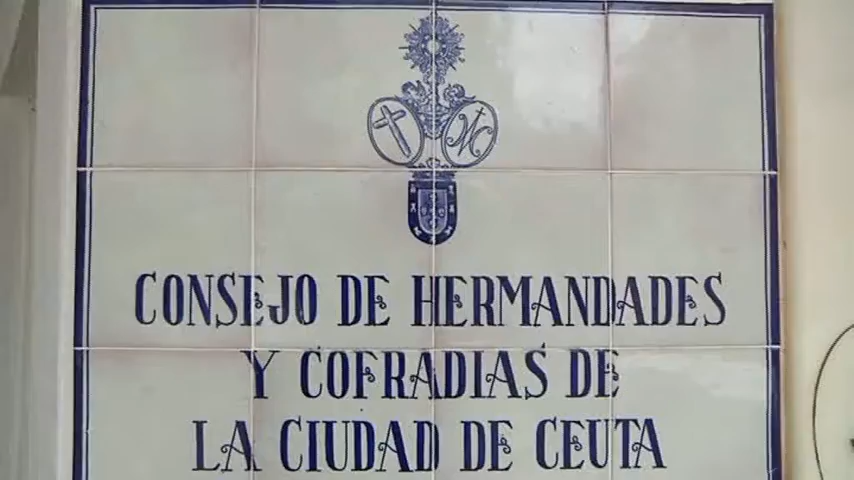 CONSEJO DE HERMANDADES
Y COFRADIAS DE
LA CIUDAD DE CEUTA